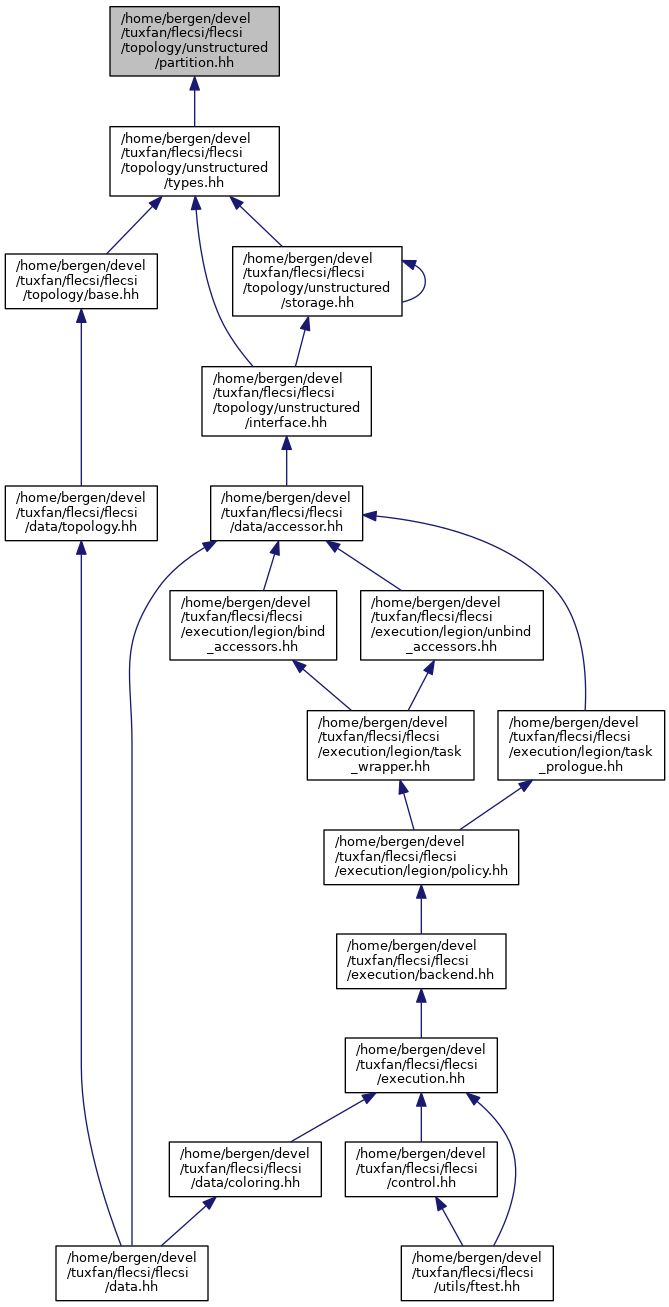 /home/bergen/devel
/tuxfan/flecsi/flecsi
/topology/unstructured
/partition.hh
/home/bergen/devel
/tuxfan/flecsi/flecsi
/topology/unstructured
/types.hh
/home/bergen/devel
/tuxfan/flecsi/flecsi
/topology/base.hh
/home/bergen/devel
/tuxfan/flecsi/flecsi
/topology/unstructured
/storage.hh
/home/bergen/devel
/tuxfan/flecsi/flecsi
/topology/unstructured
/interface.hh
/home/bergen/devel
/tuxfan/flecsi/flecsi
/data/topology.hh
/home/bergen/devel
/tuxfan/flecsi/flecsi
/data/accessor.hh
/home/bergen/devel
/tuxfan/flecsi/flecsi
/execution/legion/bind
_accessors.hh
/home/bergen/devel
/tuxfan/flecsi/flecsi
/execution/legion/unbind
_accessors.hh
/home/bergen/devel
/tuxfan/flecsi/flecsi
/execution/legion/task
_wrapper.hh
/home/bergen/devel
/tuxfan/flecsi/flecsi
/execution/legion/task
_prologue.hh
/home/bergen/devel
/tuxfan/flecsi/flecsi
/execution/legion/policy.hh
/home/bergen/devel
/tuxfan/flecsi/flecsi
/execution/backend.hh
/home/bergen/devel
/tuxfan/flecsi/flecsi
/execution.hh
/home/bergen/devel
/tuxfan/flecsi/flecsi
/data/coloring.hh
/home/bergen/devel
/tuxfan/flecsi/flecsi
/control.hh
/home/bergen/devel
/tuxfan/flecsi/flecsi
/data.hh
/home/bergen/devel
/tuxfan/flecsi/flecsi
/utils/ftest.hh